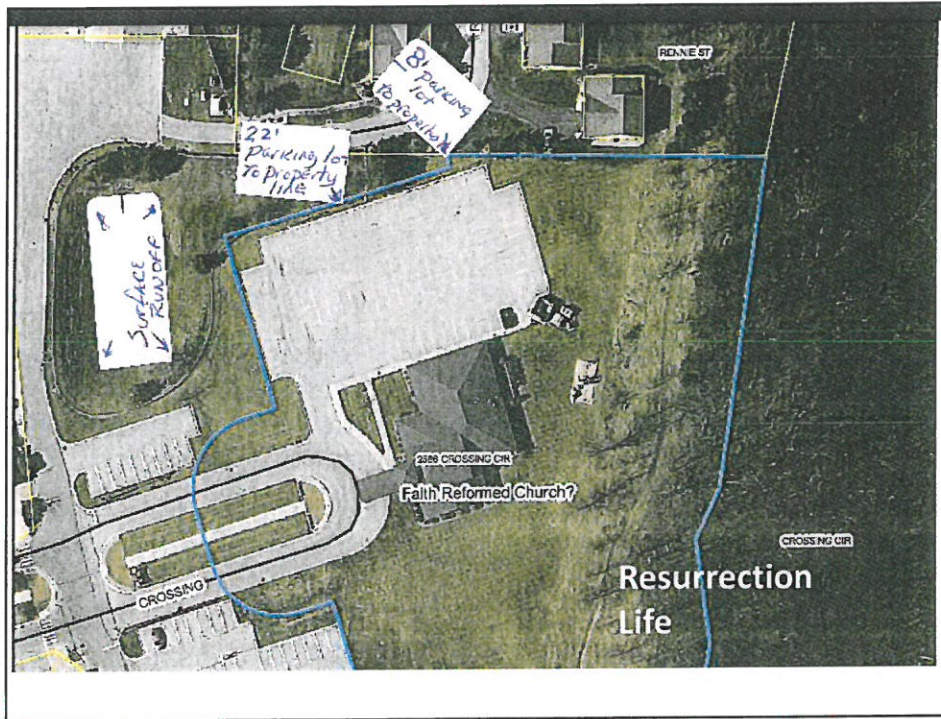 RENNIE ST
8'
parking
lot
to property
22'
Parking lot
To property
line
SURFACE
RUNOFF
2586 CROSSING CIR
Faith Reformed Church?
CROSSING CIR
CROSSING
Resurrection
Life